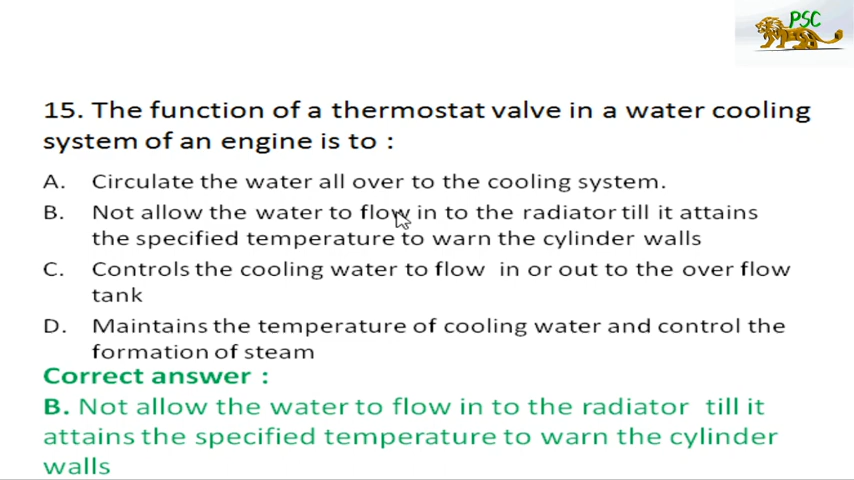 PSC
15. The function of a thermostat valve in a water cooling
system of an engine is to :
A. Circulate the water all over to the cooling system.
B. Not allow the water to flow in to the radiator till it attains
the specified temperature to warn the cylinder walls
C. Controls the cooling water to flow in or out to the over flow
tank
D. Maintains the temperature of cooling water and control the
formation of steam
Correct answer :
B. Not allow the water to flow in to the radiator till it
attains the specified temperature to warn the cylinder
walls